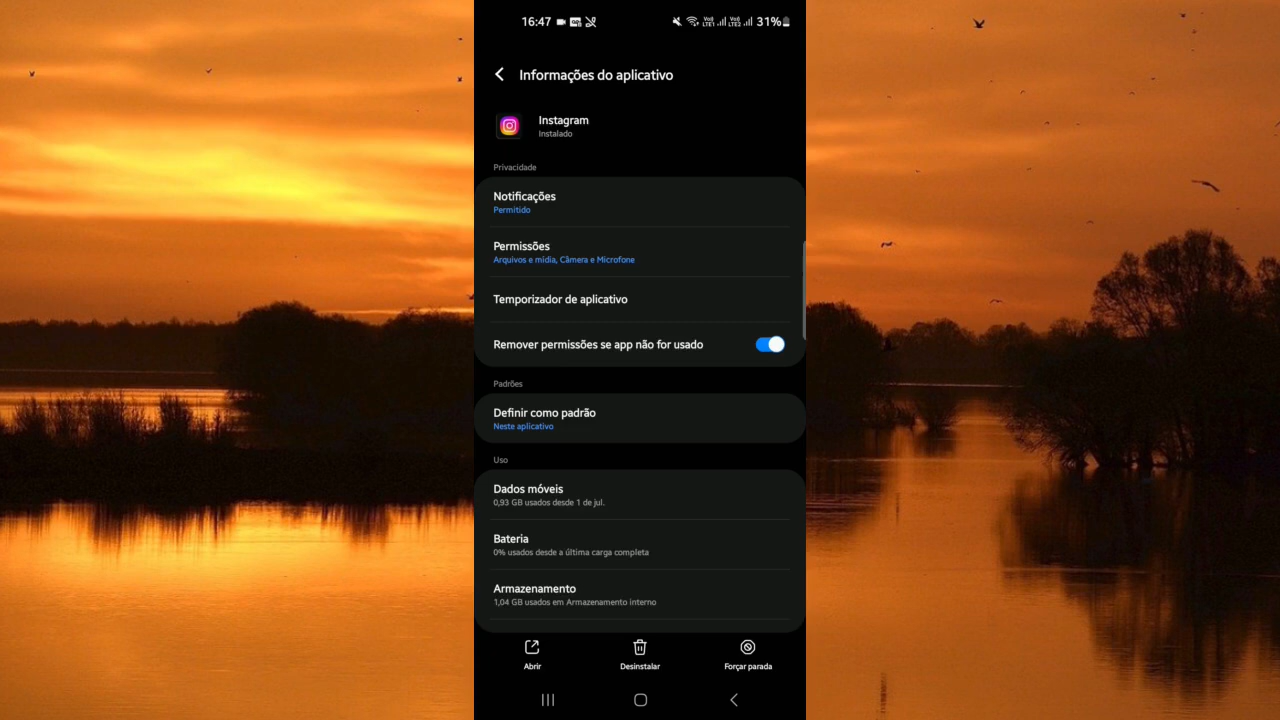 16:47
31%
Informações do aplicativo
Instagram
Instalado
Privacidade
Notificações
Permitido
Permissões
Arquivos e mídia, Câmera e Microfone
Temporizador de aplicativo
Remover permissões se app não for usado
Padrões
Definir como padrão
Neste aplicativo
Uso
Dados móveis
0,93 GB usados desde 1 de jul.
Bateria
0% usados desde a última carga completa
Armazenamento
1,04 GB usados em Armazenamento interno
Abrir
Desinstalar
Forçar parada